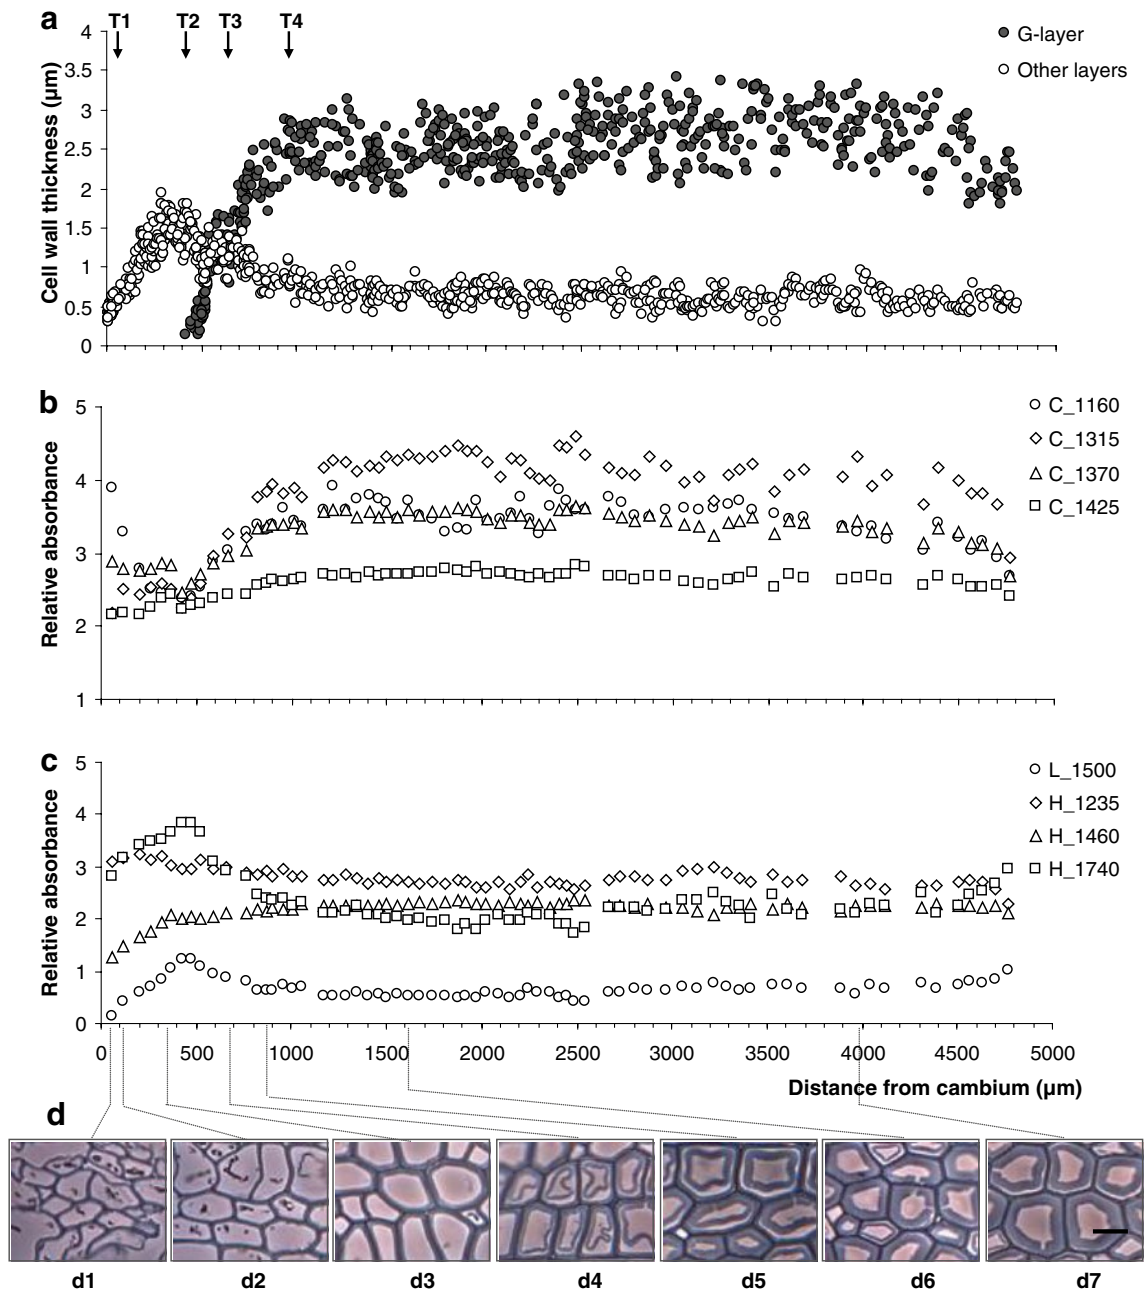 a
T1 T2 T3 T4
Cell wall thickness (µm)
4
3.5
3
2.5
2
1.5
1
0.5
0
G-layer
Other layers
b
Relative absorbance
5
4
3
2
1
C_1160
C_1315
C_1370
C_1425
c
Relative absorbance
5
4
3
2
1
0
L_1500
H_1235
H_1460
H_1740
0 500 1000 1500 2000 2500 3000 3500 4000 4500 5000
Distance from cambium (µm)
d
d1 d2 d3 d4 d5 d6 d7